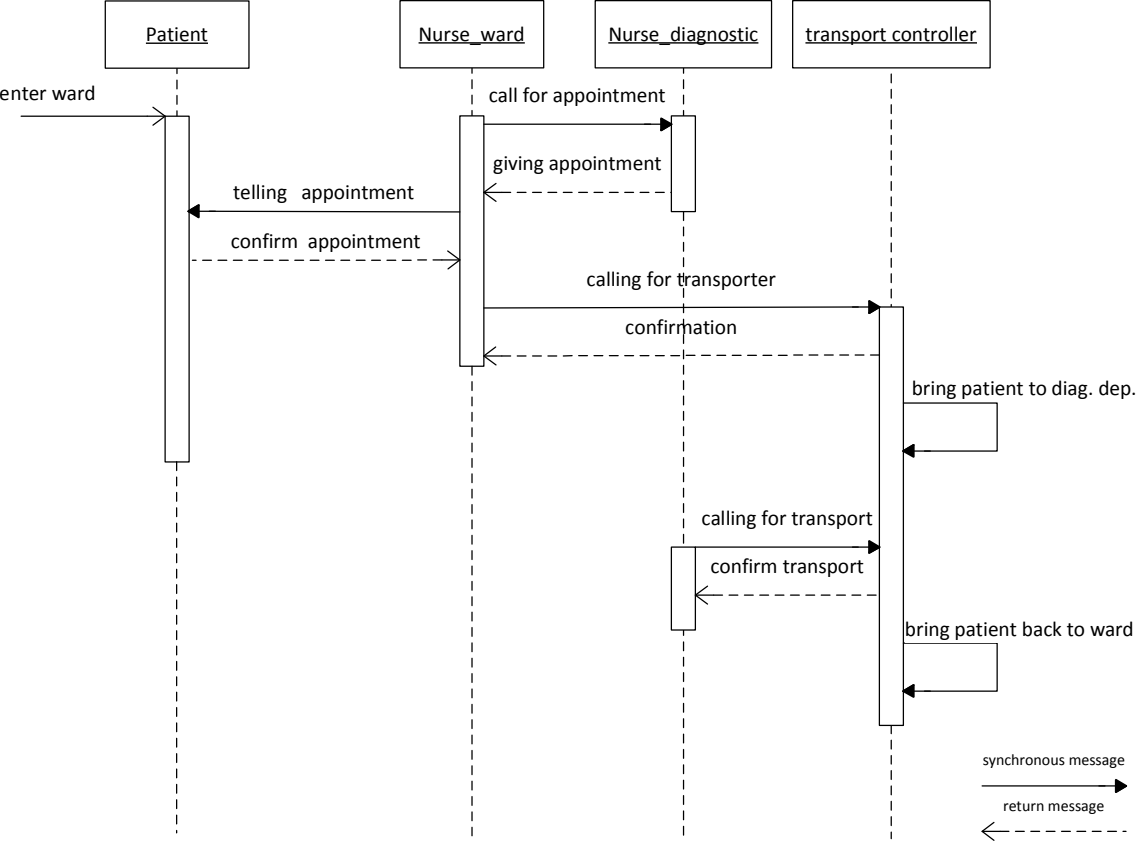 Patient
Nurse_ward
Nurse_diagnostic
transport controller
enter ward
call for appointment
giving appointment
telling appointment
confirm appointment
calling for transporter
confirmation
bring patient to diag. dep.
calling for transport
confirm transport
bring patient back to ward
synchronous message
return message